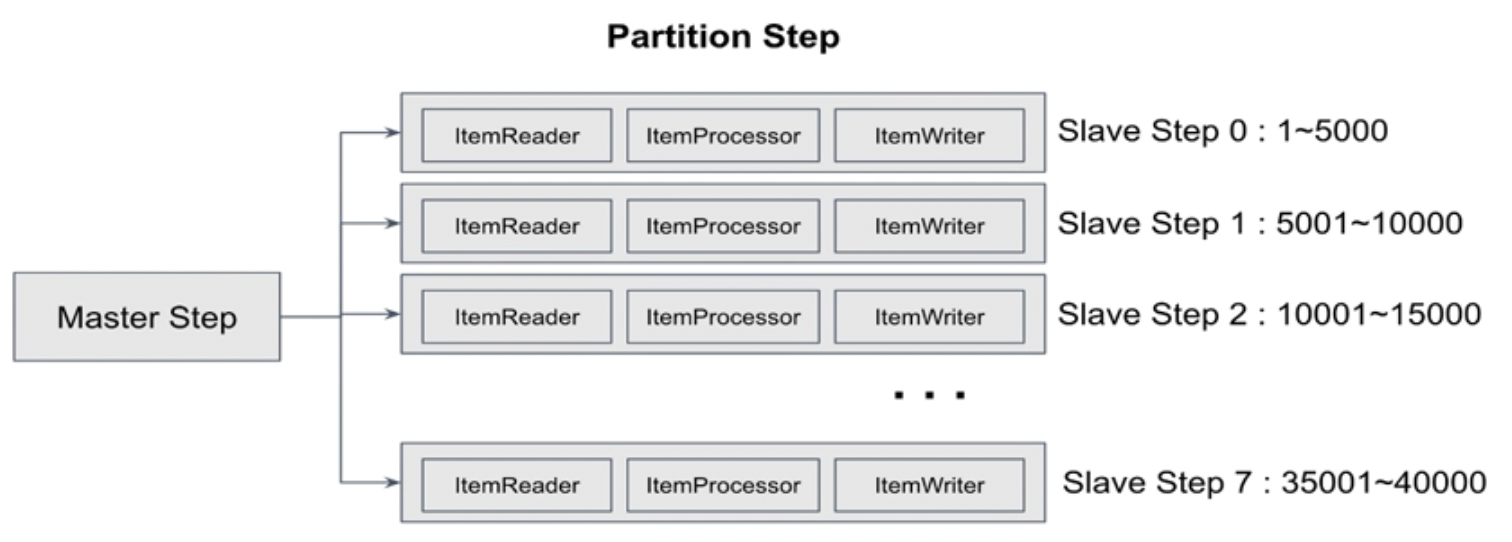 Partition Step
ItemReader ItemProcessor ItemWriter Slave Step 0 : 1~5000
ItemReader ItemProcessor ItemWriter Slave Step 1 : 5001~10000
Master Step
ItemReader ItemProcessor ItemWriter Slave Step 2 : 10001~15000
. . .
ItemReader ItemProcessor ItemWriter Slave Step 7 : 35001~40000